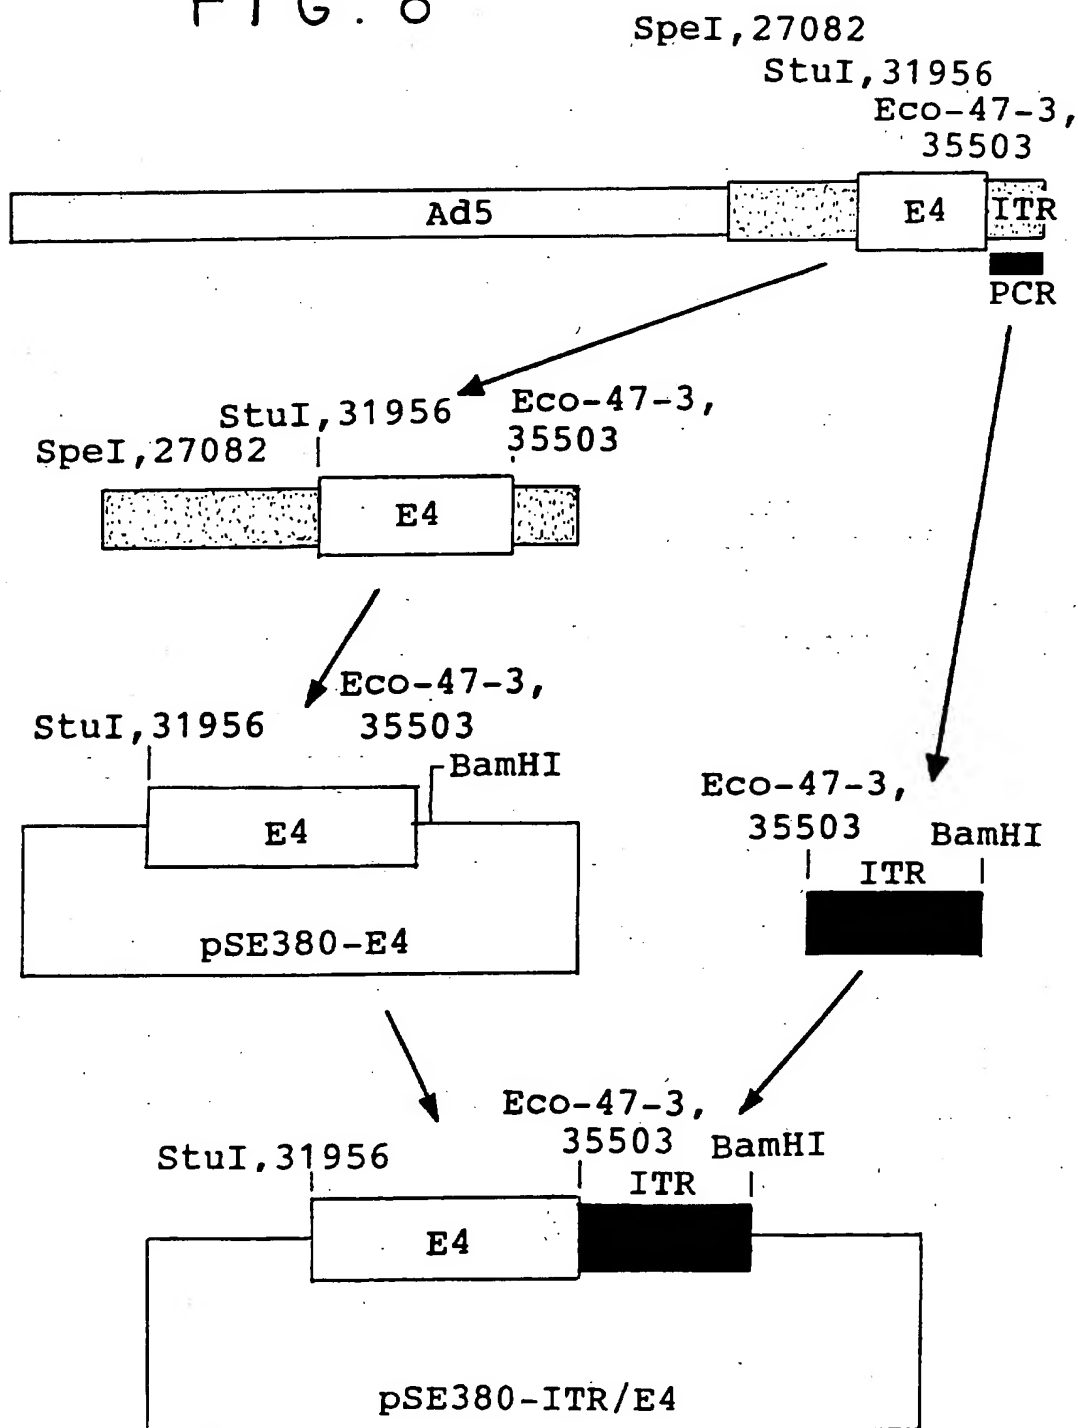 FIG. 8
SpeI,27082
StuI,31956
Eco-47-3,
35503
Ad5
E4
ITR
PCR
StuI,31956
Eco-47-3,
35503
SpeI,27082
E4
Eco-47-3,
35503
StuI,31956
BamHI
E4
pSE380-E4
Eco-47-3,
35503
BamHI
ITR
Eco-47-3,
35503
BamHI
StuI,31956
ITR
E4
pSE380-ITR/E4